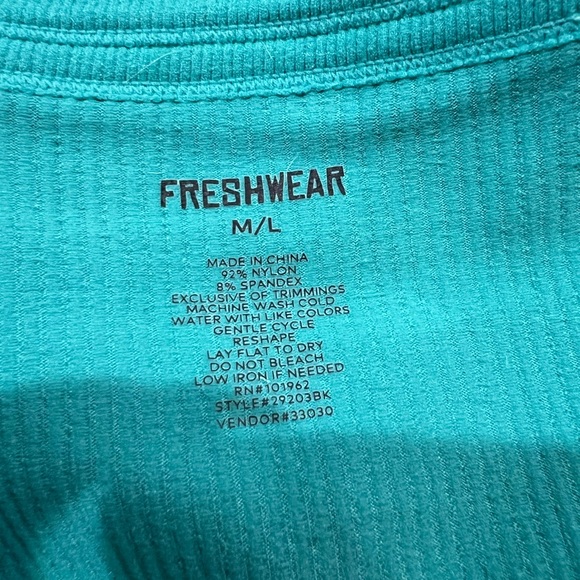 FRESHWEAR
M/L
MADE IN CHINA
92% NYLON
8% SPANDEX
EXCLUSIVE OF TRIMMINGS
MACHINE WASH COLD
WATER WITH LIKE COLORS
GENTLE CYCLE
RESHAPE
LAY FLAT TO DRY
DO NOT BLEACH
LOW IRON IF NEEDED
RN#101962
STYLE#29203BK
VENDOR#33030